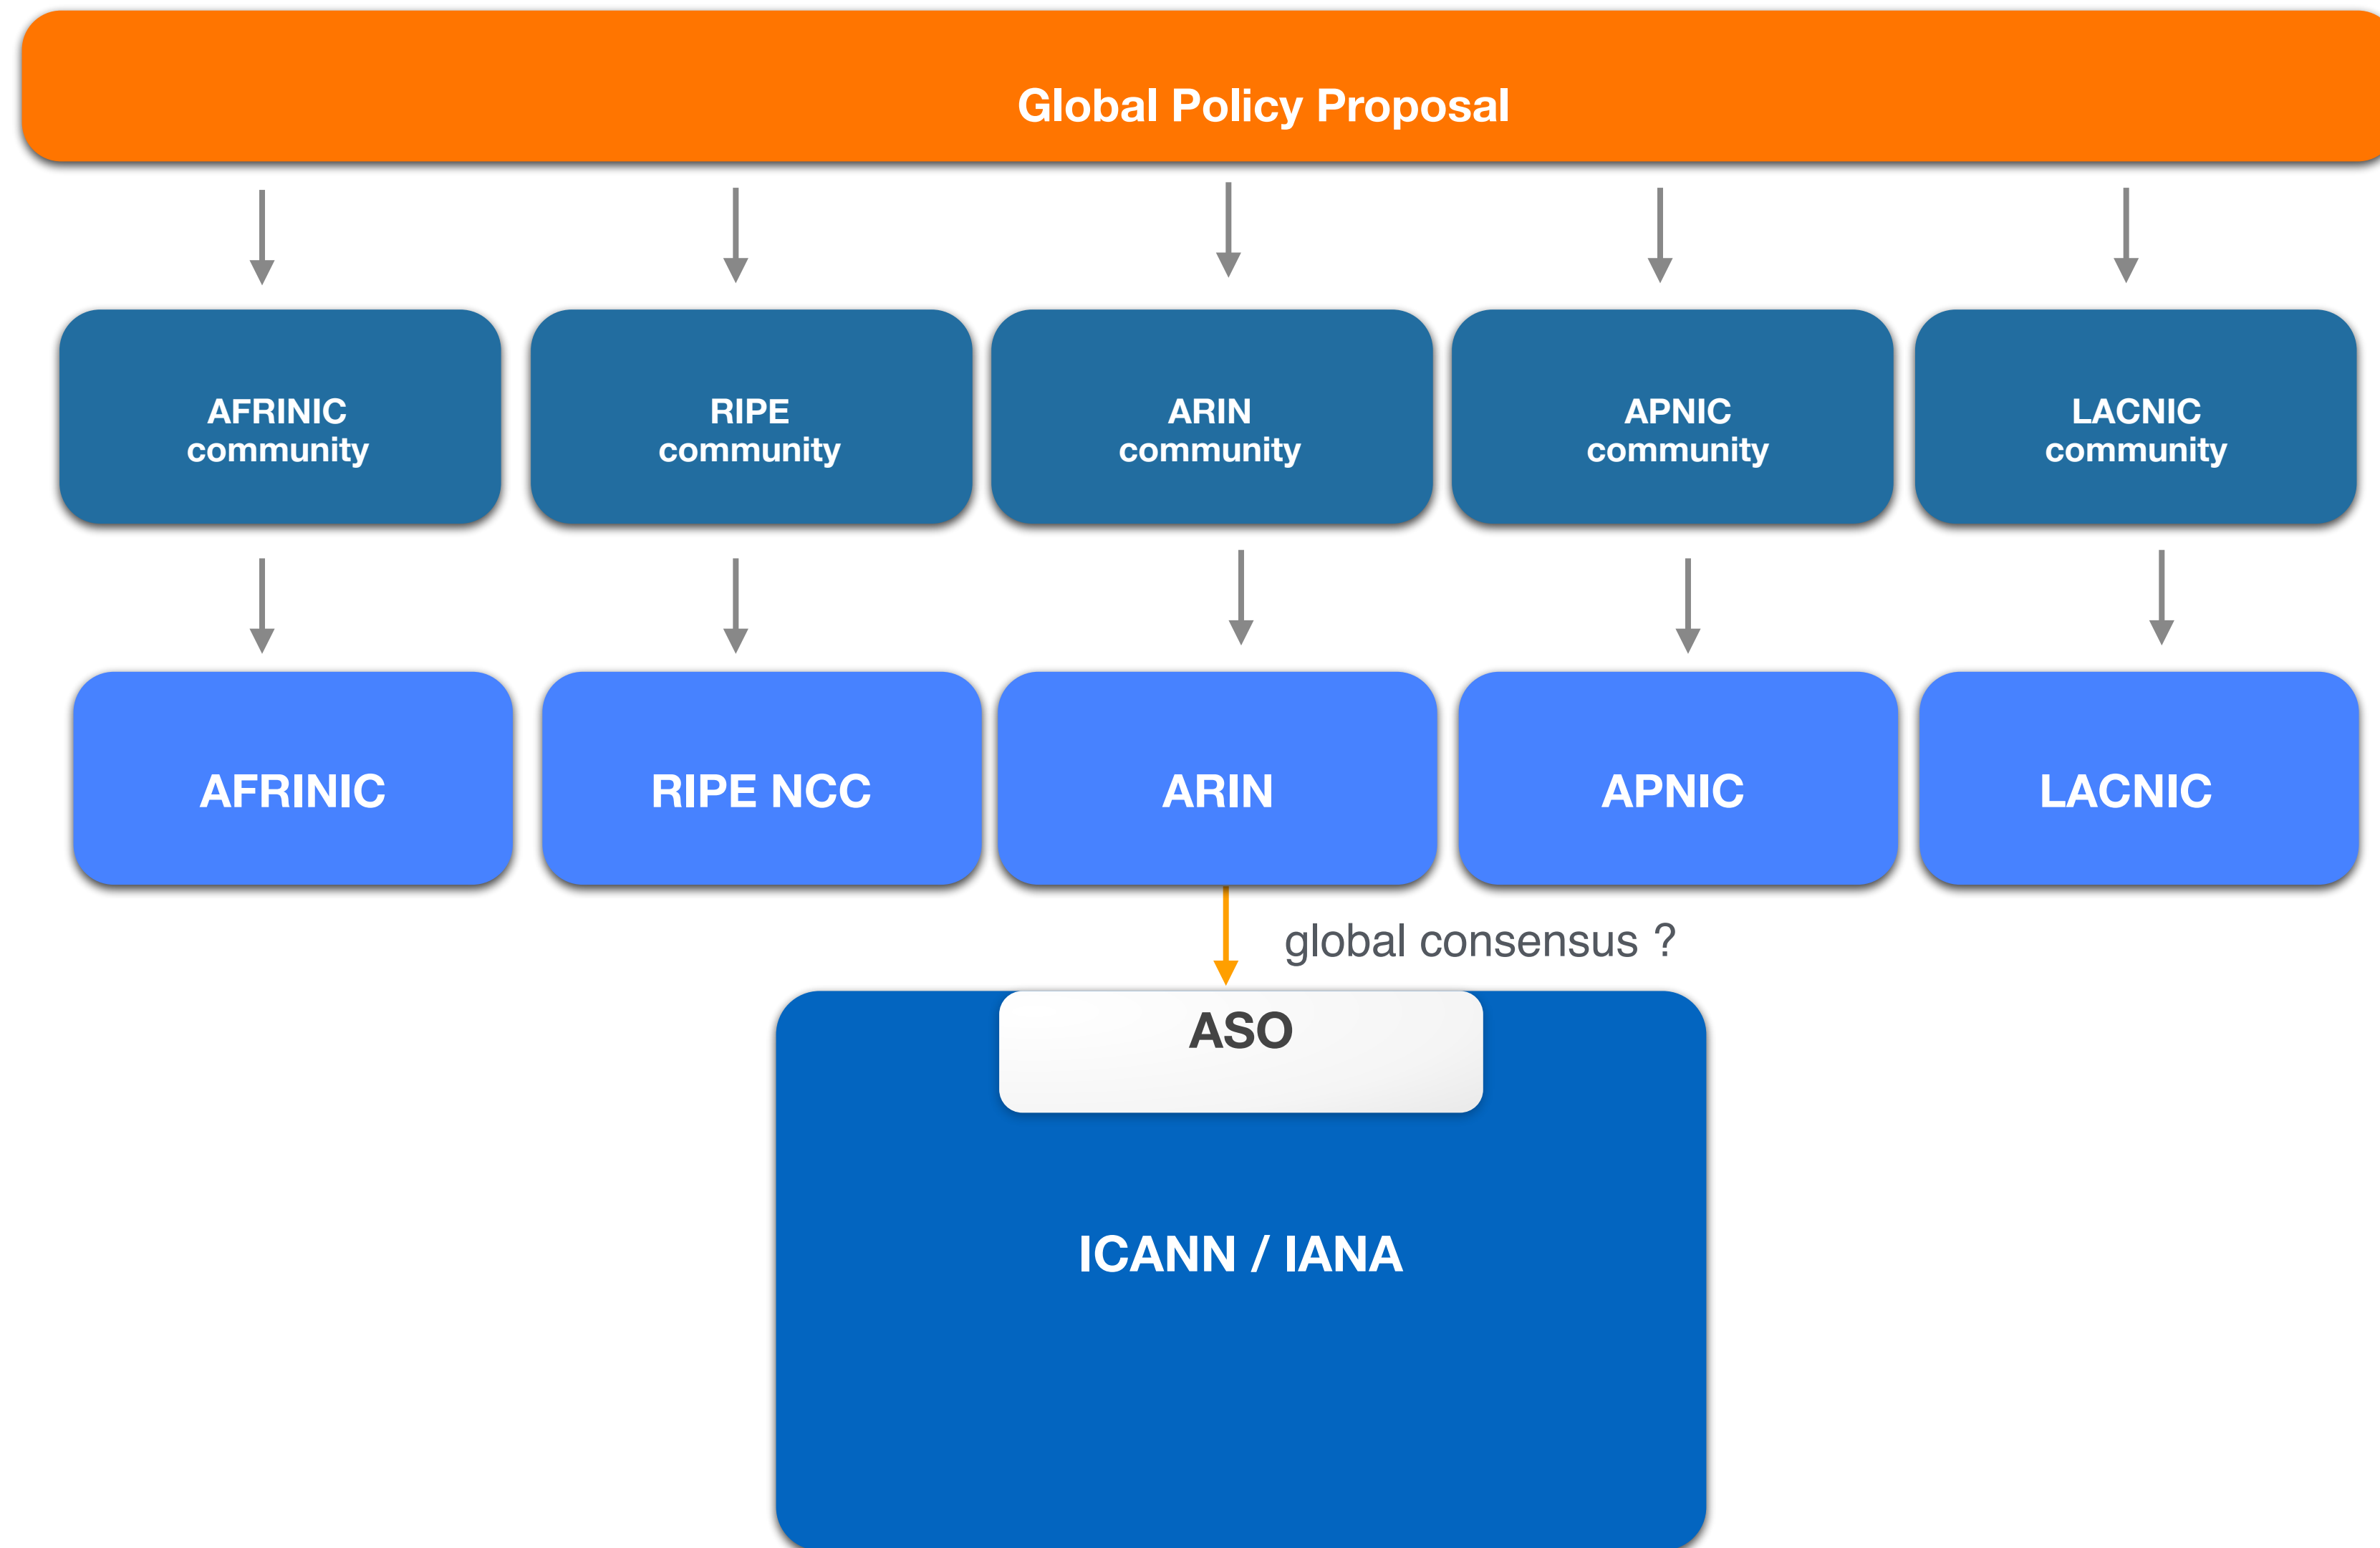 Global Policy Proposal
AFRINIC
community
RIPE
community
ARIN
community
APNIC
community
LACNIC
community
AFRINIC
RIPE NCC
ARIN
APNIC
LACNIC
global consensus ?
ASO
ICANN / IANA